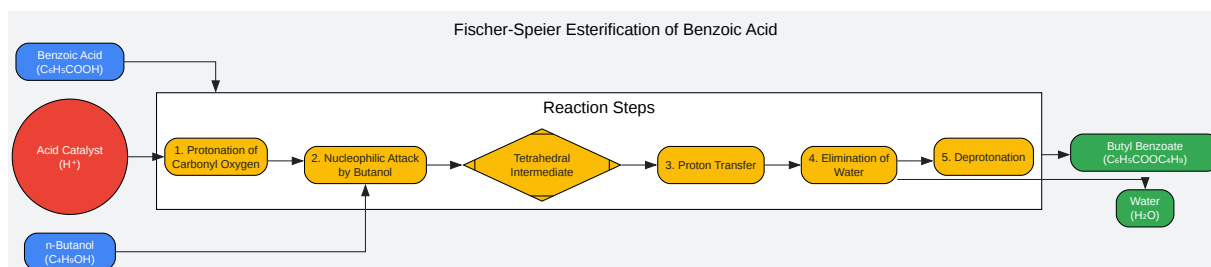 Fischer-Speier Esterification of Benzoic Acid
Benzoic Acid
(C₆H₅COOH)
Reaction Steps
Acid Catalyst
(H⁺)
1. Protonation of
Carbonyl Oxygen
2. Nucleophilic Attack
by Butanol
Tetrahedral
Intermediate
3. Proton Transfer
4. Elimination of
Water
5. Deprotonation
Butyl Benzoate
(C₆H₅COOC₄H₉)
Water
(H₂O)
n-Butanol
(C₄H₉OH)